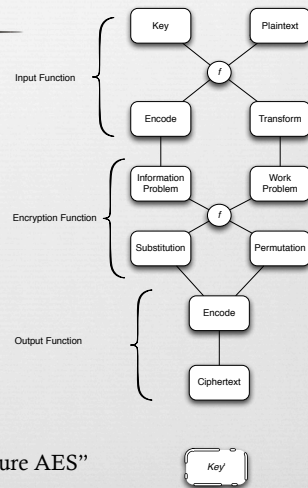 Key Plaintext
Input Function
f
Encode Transform
Information Problem Work Problem
Encryption Function
f
Substitution Permutation
Encode
Output Function
Ciphertext
ure AES”
Key'